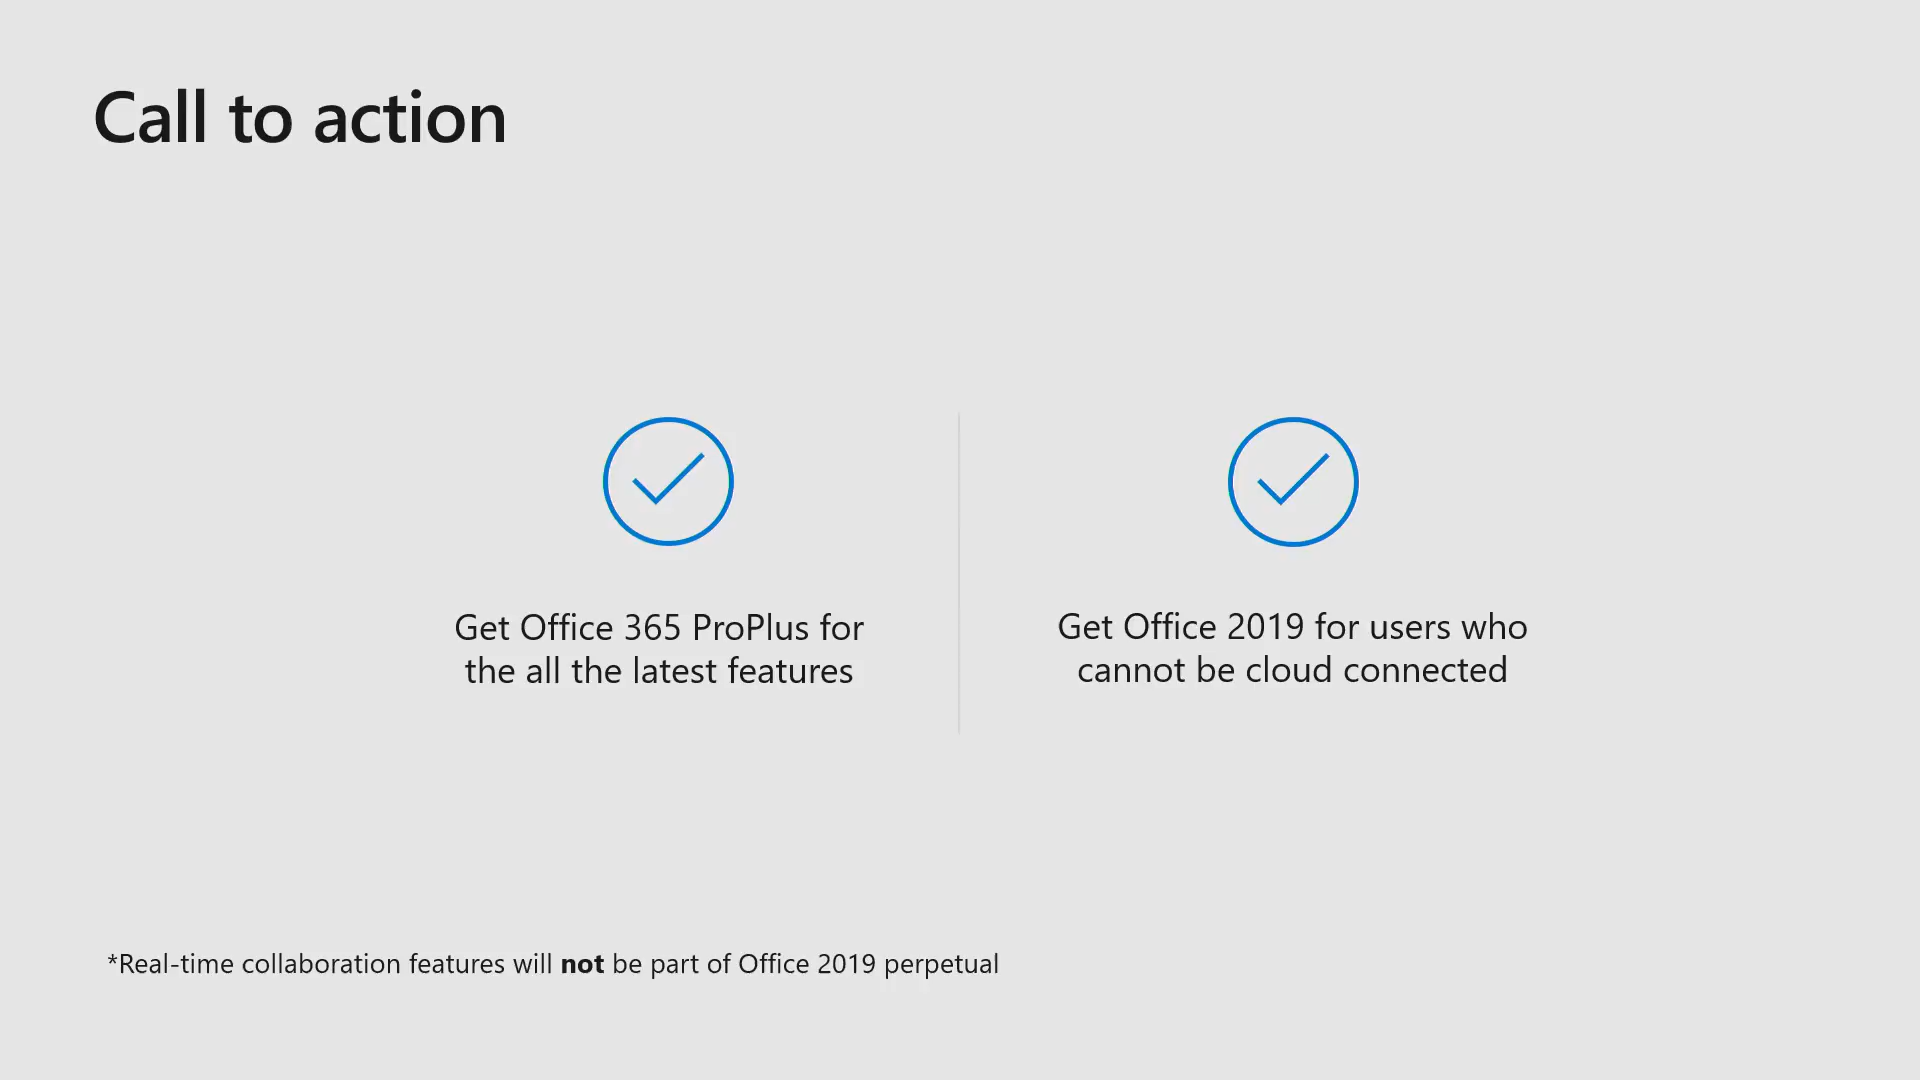 Call to action
Get Office 365 ProPlus for
the all the latest features
Get Office 2019 for users who
cannot be cloud connected
*Real-time collaboration features will not be part of Office 2019 perpetual